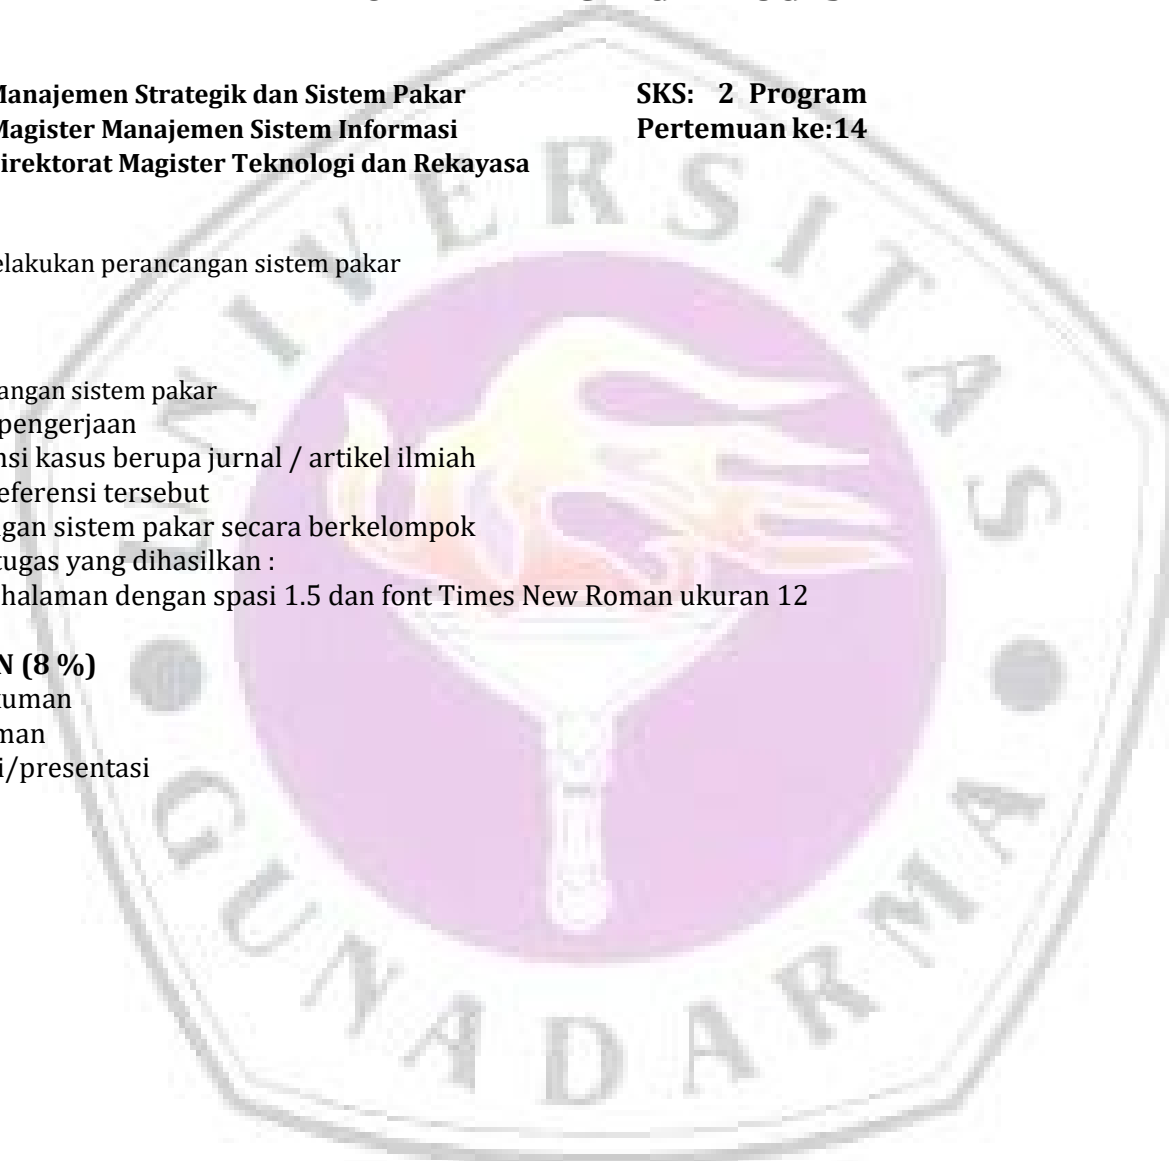 Manajemen Strategik dan Sistem Pakar SKS: 2 Program
Magister Manajemen Sistem Informasi Pertemuan ke:14
irektorat Magister Teknologi dan Rekayasa
elakukan perancangan sistem pakar
angan sistem pakar
pengerjaan
nsi kasus berupa jurnal / artikel ilmiah
eferensi tersebut
ngan sistem pakar secara berkelompok
tugas yang dihasilkan :
halaman dengan spasi 1.5 dan font Times New Roman ukuran 12
N (8 %)
kuman
man
i/presentasi
UNIVERSITAS
GUNADARMA